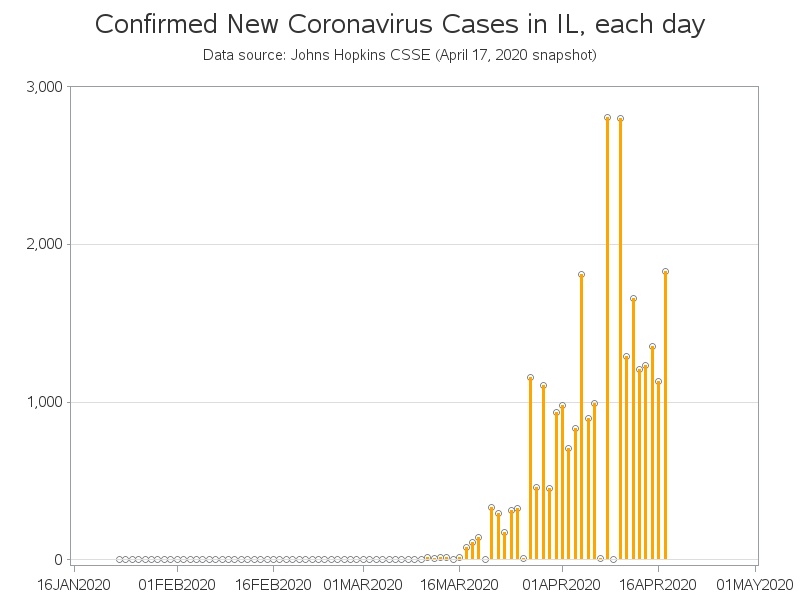 Confirmed New Coronavirus Cases in IL, each day
Data source: Johns Hopkins CSSE (April 17, 2020 snapshot)
3,000
2,000
1,000
0
16JAN2020 01FEB2020 16FEB2020 01MAR2020 16MAR2020 01APR2020 16APR2020 01MAY2020